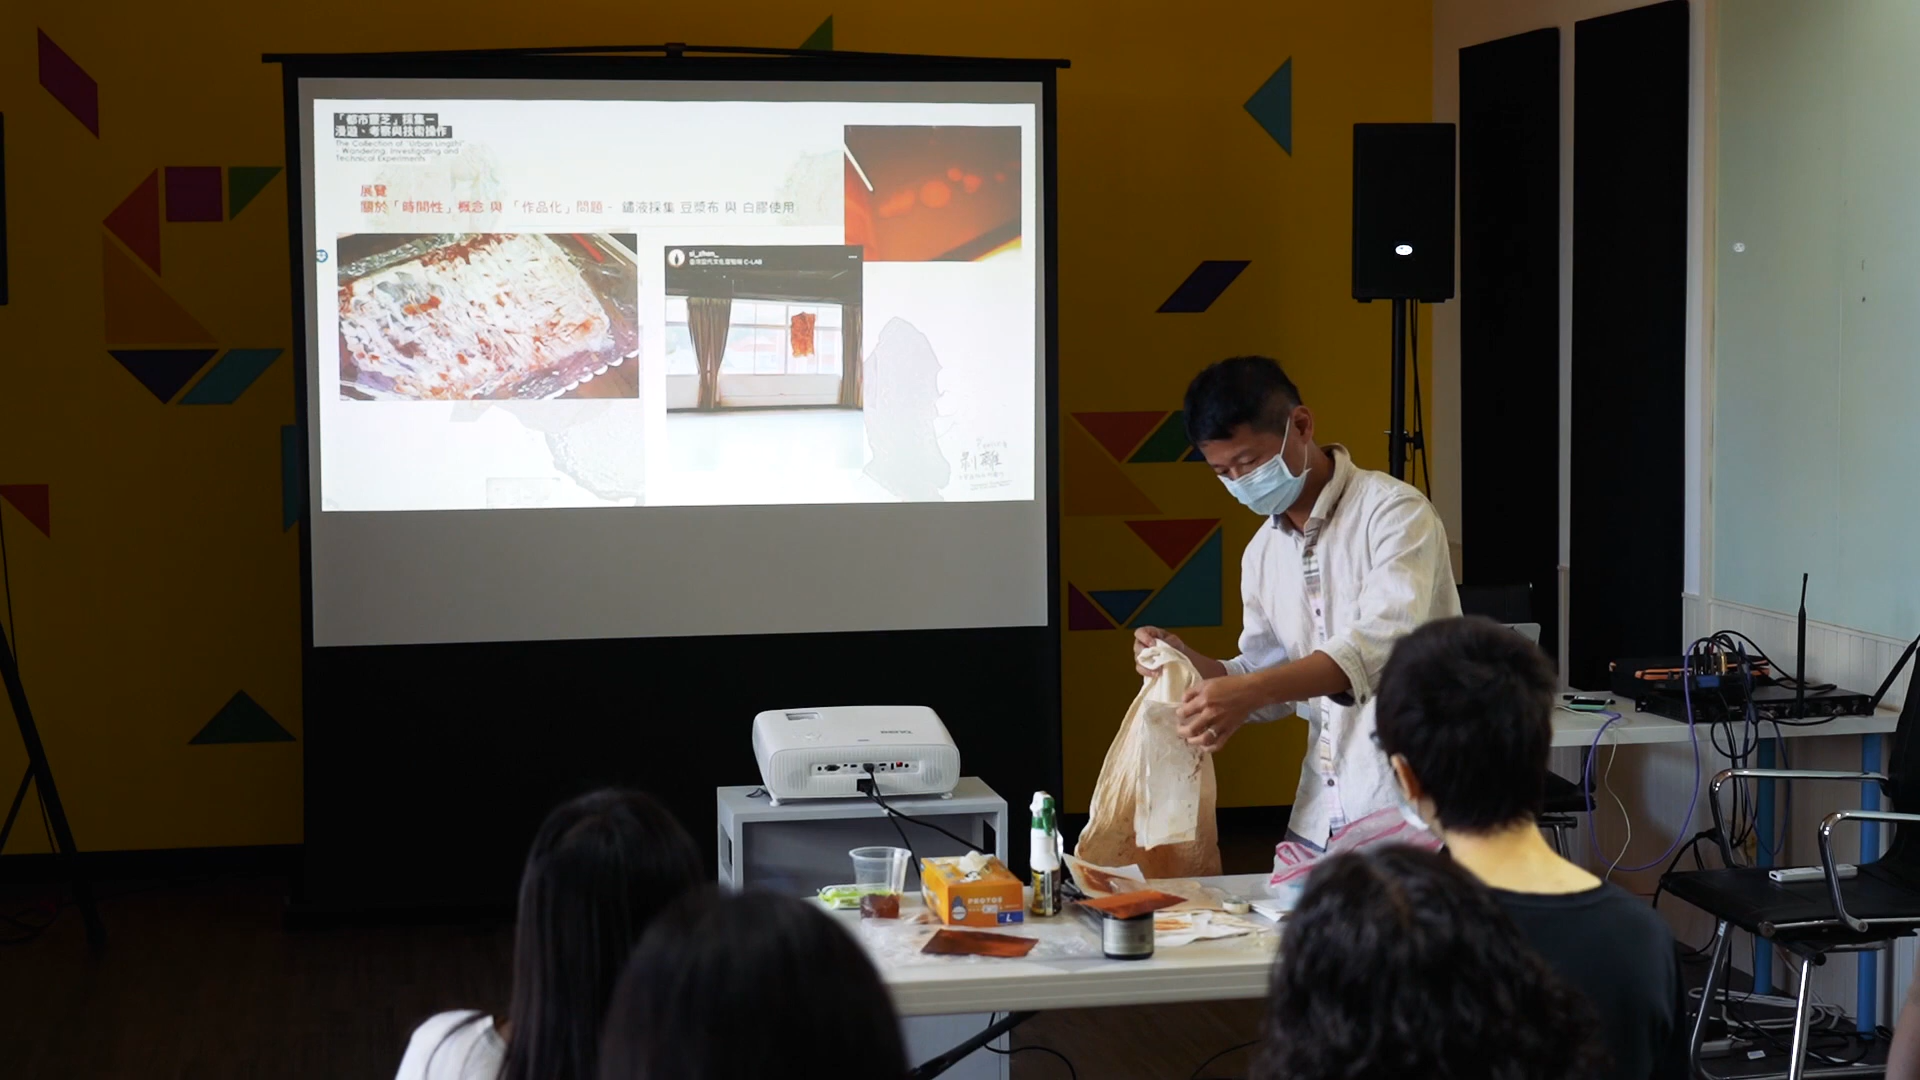 「都市靈芝」採集—
漫遊、考察與技術操作
The Collection of "Urban Lingzhi"
- Wandering, Investigating and
Technical Experiments
展覽
關於「時間性」概念 與 「作品化」問題 - 鏽液採集 豆漿布 與 白膠使用
si_zhen_
臺灣當代文化實驗場 C-LAB
剝離
PROTOS
L